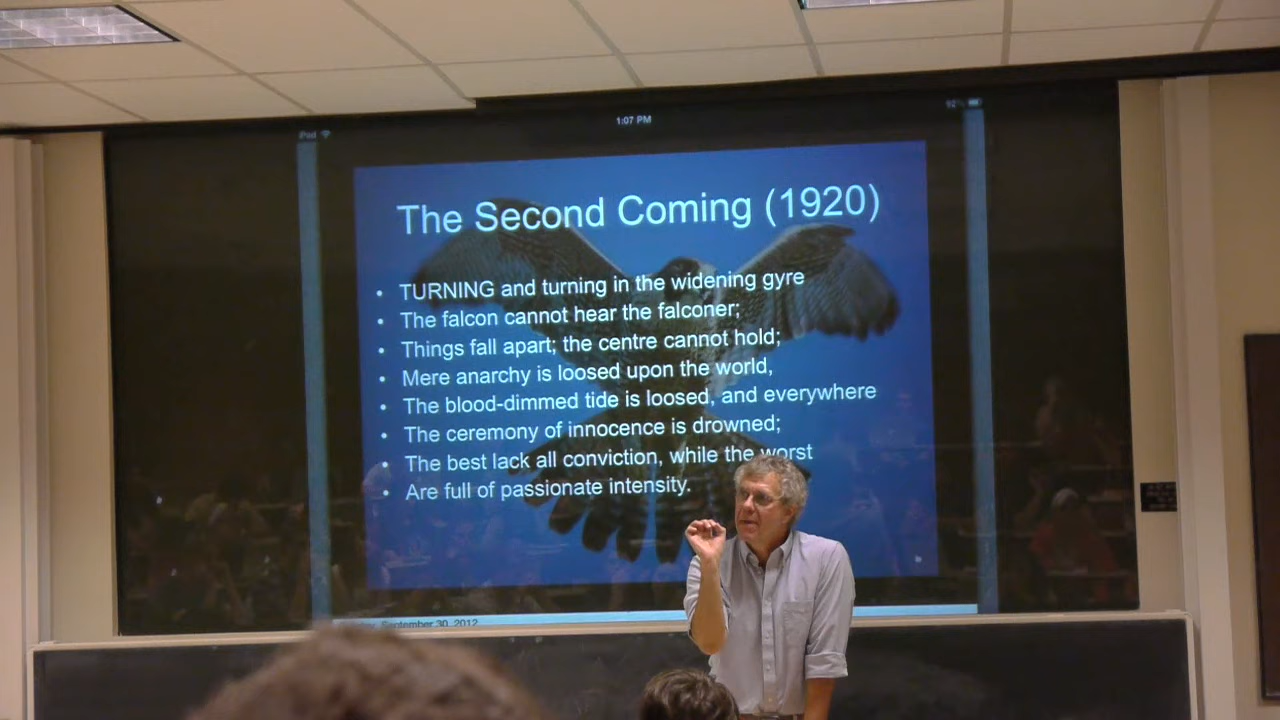 iPod
1:07 PM
92%
The Second Coming (1920)
• TURNING and turning in the widening gyre
• The falcon cannot hear the falconer;
• Things fall apart; the centre cannot hold;
• Mere anarchy is loosed upon the world,
• The blood-dimmed tide is loosed, and everywhere
• The ceremony of innocence is drowned;
• The best lack all conviction, while the worst
• Are full of passionate intensity.
September 30, 2012